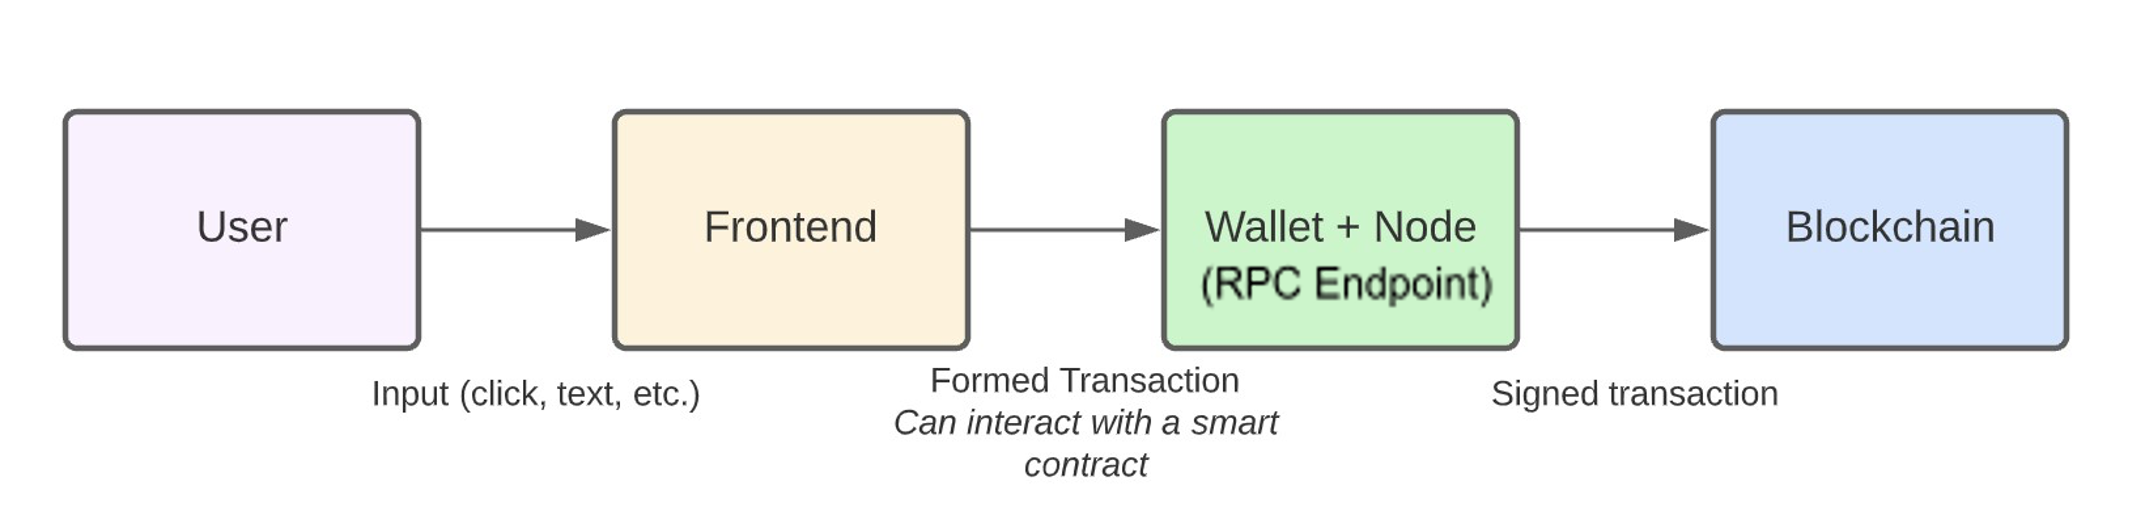 User
Frontend
Wallet + Node
(RPC Endpoint)
Blockchain
Input (click, text, etc.)
Formed Transaction
Can interact with a smart
contract
Signed transaction